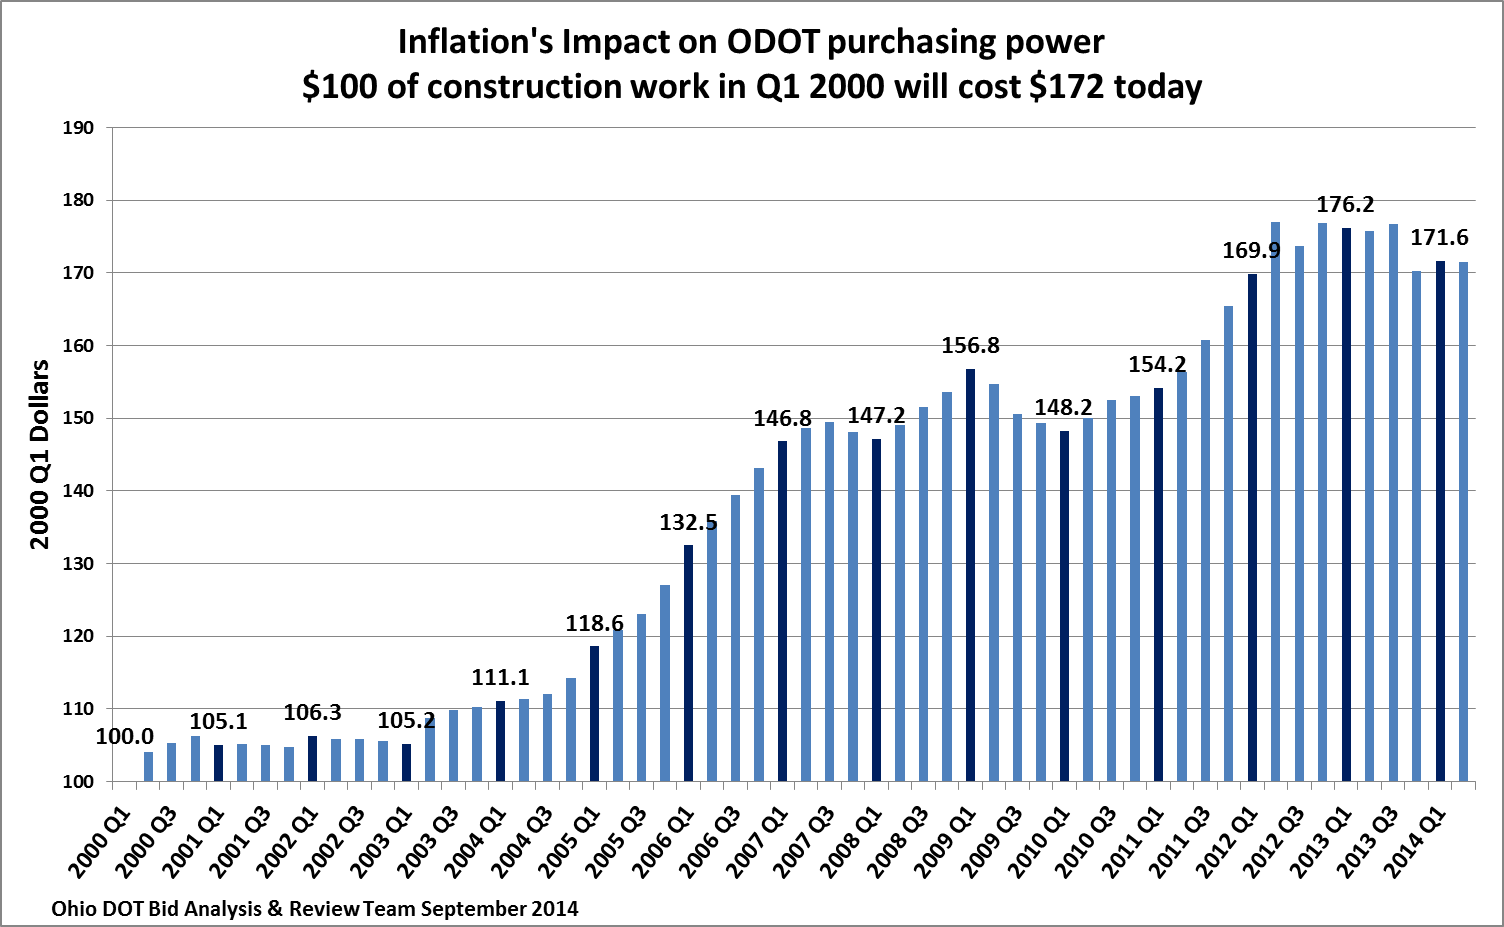 Inflation's Impact on ODOT purchasing power
$100 of construction work in Q1 2000 will cost $172 today
190
180
170
160
150
140
130
120
110
100
2000 Q1 Dollars
100.0
105.1
106.3
105.2
111.1
118.6
132.5
146.8
147.2
156.8
148.2
154.2
169.9
176.2
171.6
2000 Q1
2000 Q3
2001 Q1
2001 Q3
2002 Q1
2002 Q3
2003 Q1
2003 Q3
2004 Q1
2004 Q3
2005 Q1
2005 Q3
2006 Q1
2006 Q3
2007 Q1
2007 Q3
2008 Q1
2008 Q3
2009 Q1
2009 Q3
2010 Q1
2010 Q3
2011 Q1
2011 Q3
2012 Q1
2012 Q3
2013 Q1
2013 Q3
2014 Q1
Ohio DOT Bid Analysis & Review Team September 2014